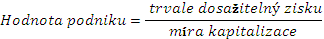 Hodnota podniku = trvale dosažitelný zisku
míra kapitalizace